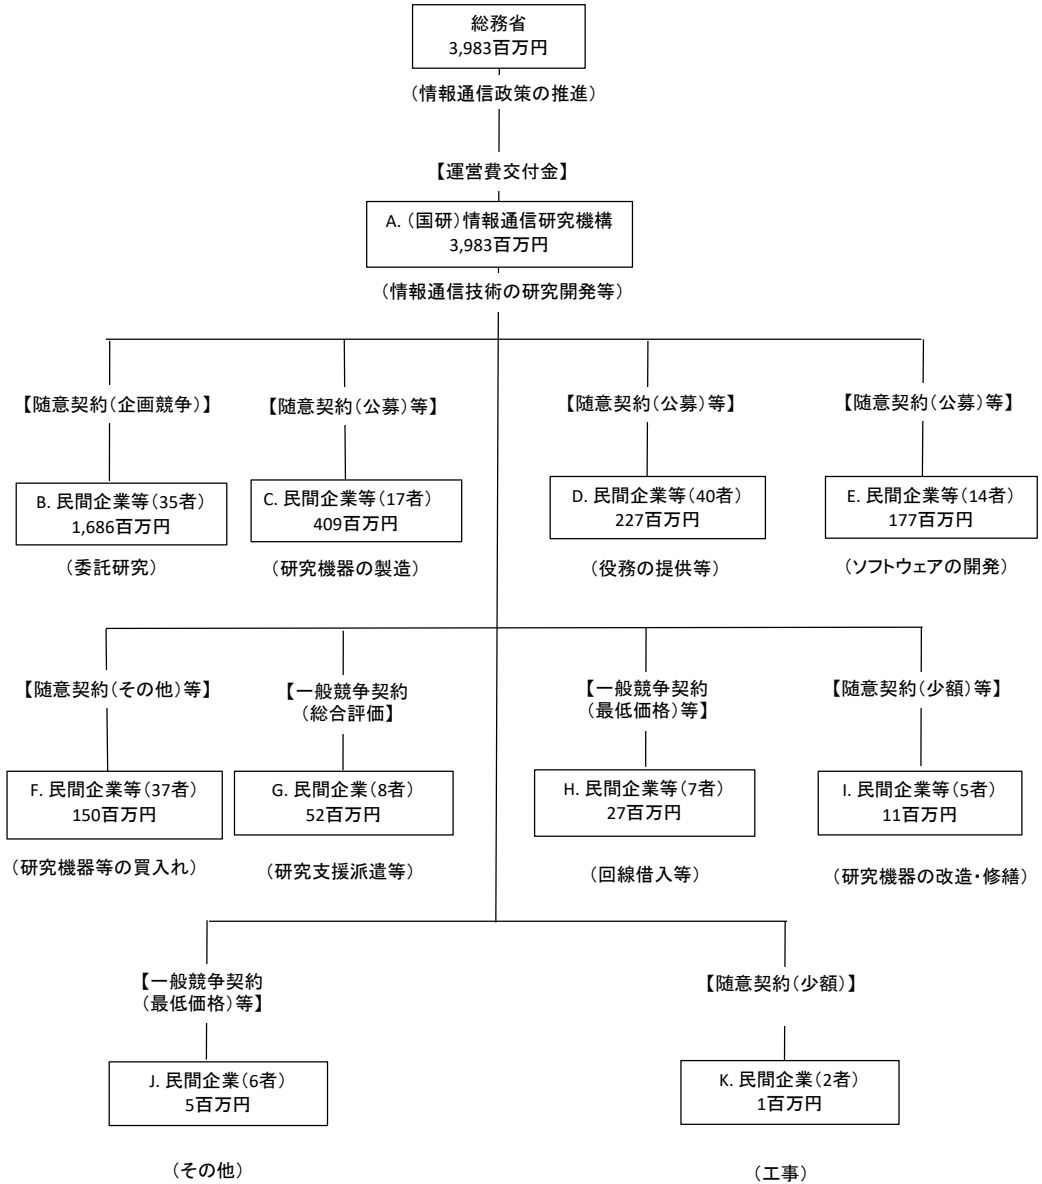 総務省
3,983百万円
（情報通信政策の推進）
【運営費交付金】
A.（国研）情報通信研究機構
3,983百万円
（情報通信技術の研究開発等）
【随意契約（企画競争）】
【随意契約（公募）等】
【随意契約（公募）等】
【随意契約（公募）等】
B. 民間企業等（35者）
1,686百万円
C. 民間企業等（17者）
409百万円
D. 民間企業等（40者）
227百万円
E. 民間企業等（14者）
177百万円
（委託研究）
（研究機器の製造）
（役務の提供等）
（ソフトウェアの開発）
【随意契約（その他）等】
【一般競争契約
（総合評価】
【一般競争契約
（最低価格）等】
【随意契約（少額）等】
F. 民間企業等（37者）
150百万円
G. 民間企業（8者）
52百万円
H. 民間企業等（7者）
27百万円
I. 民間企業等（5者）
11百万円
（研究機器等の買入れ）
（研究支援派遣等）
（回線借入等）
（研究機器の改造・修繕）
【一般競争契約
（最低価格）等】
【随意契約（少額）】
J. 民間企業（6者）
5百万円
K. 民間企業（2者）
1百万円
（その他）
（工事）